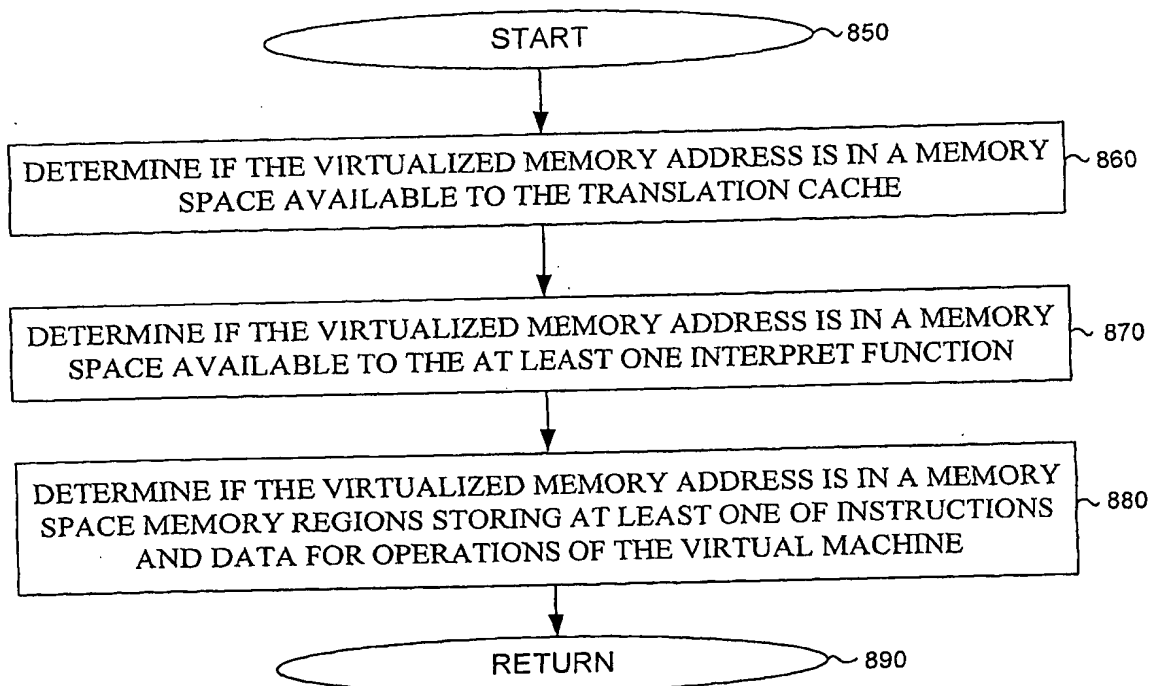 START
850
DETERMINE IF THE VIRTUALIZED MEMORY ADDRESS IS IN A MEMORY
SPACE AVAILABLE TO THE TRANSLATION CACHE
860
DETERMINE IF THE VIRTUALIZED MEMORY ADDRESS IS IN A MEMORY
SPACE AVAILABLE TO THE AT LEAST ONE INTERPRET FUNCTION
870
DETERMINE IF THE VIRTUALIZED MEMORY ADDRESS IS IN A MEMORY
SPACE MEMORY REGIONS STORING AT LEAST ONE OF INSTRUCTIONS
AND DATA FOR OPERATIONS OF THE VIRTUAL MACHINE
880
RETURN
890